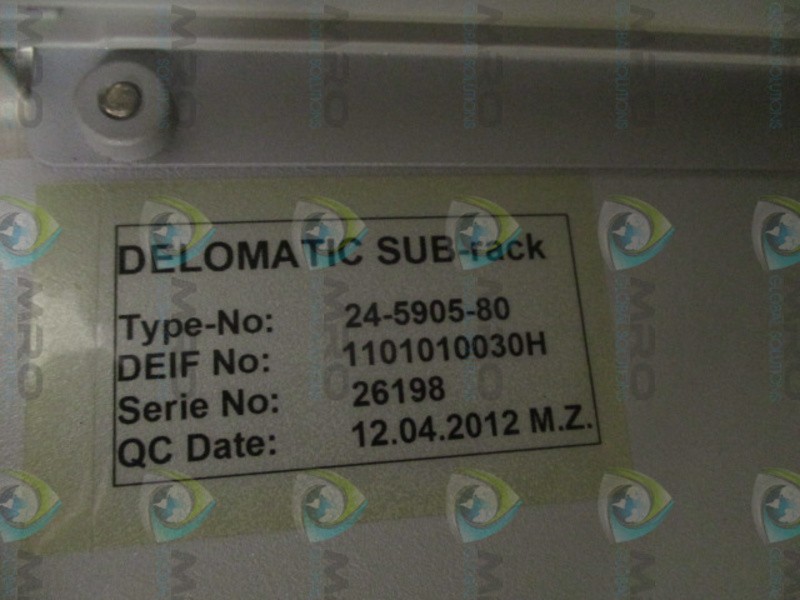 DELOMATIC SUB-rack
Type-No: 24-5905-80
DEIF No: 1101010030H
Serie No: 26198
QC Date: 12.04.2012 M.Z.
MRO